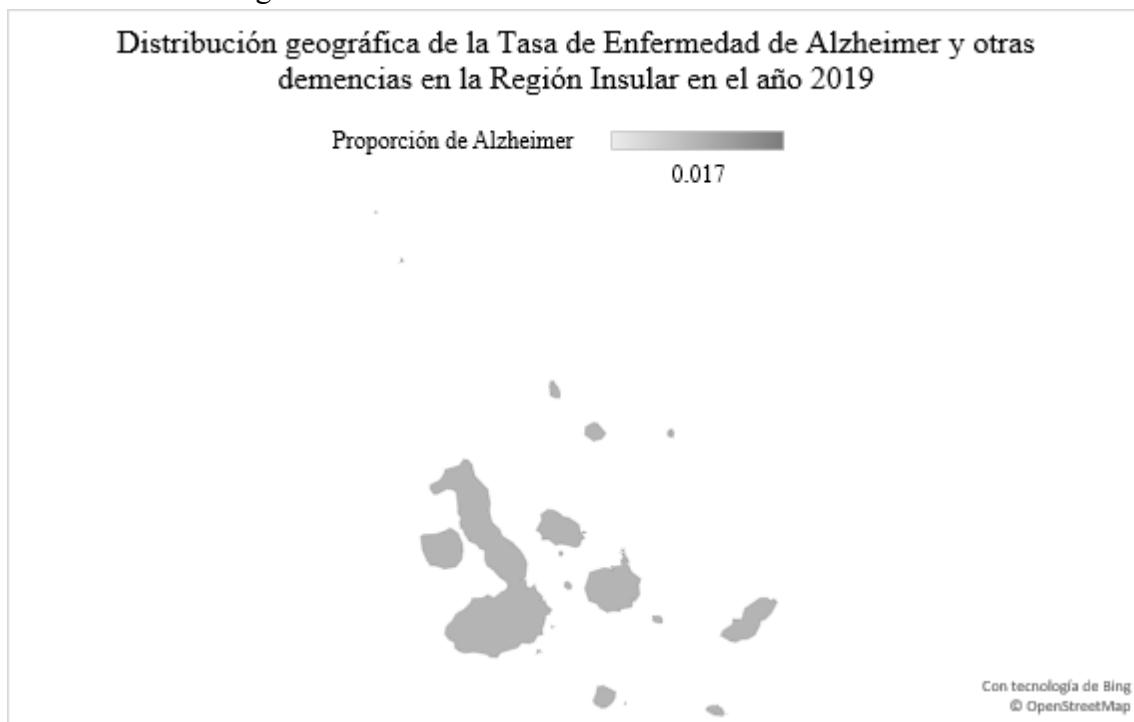 Distribución geográfica de la Tasa de Enfermedad de Alzheimer y otras
demencias en la Región Insular en el año 2019
Proporción de Alzheimer
0.017
Con tecnología de Bing
© OpenStreetMap